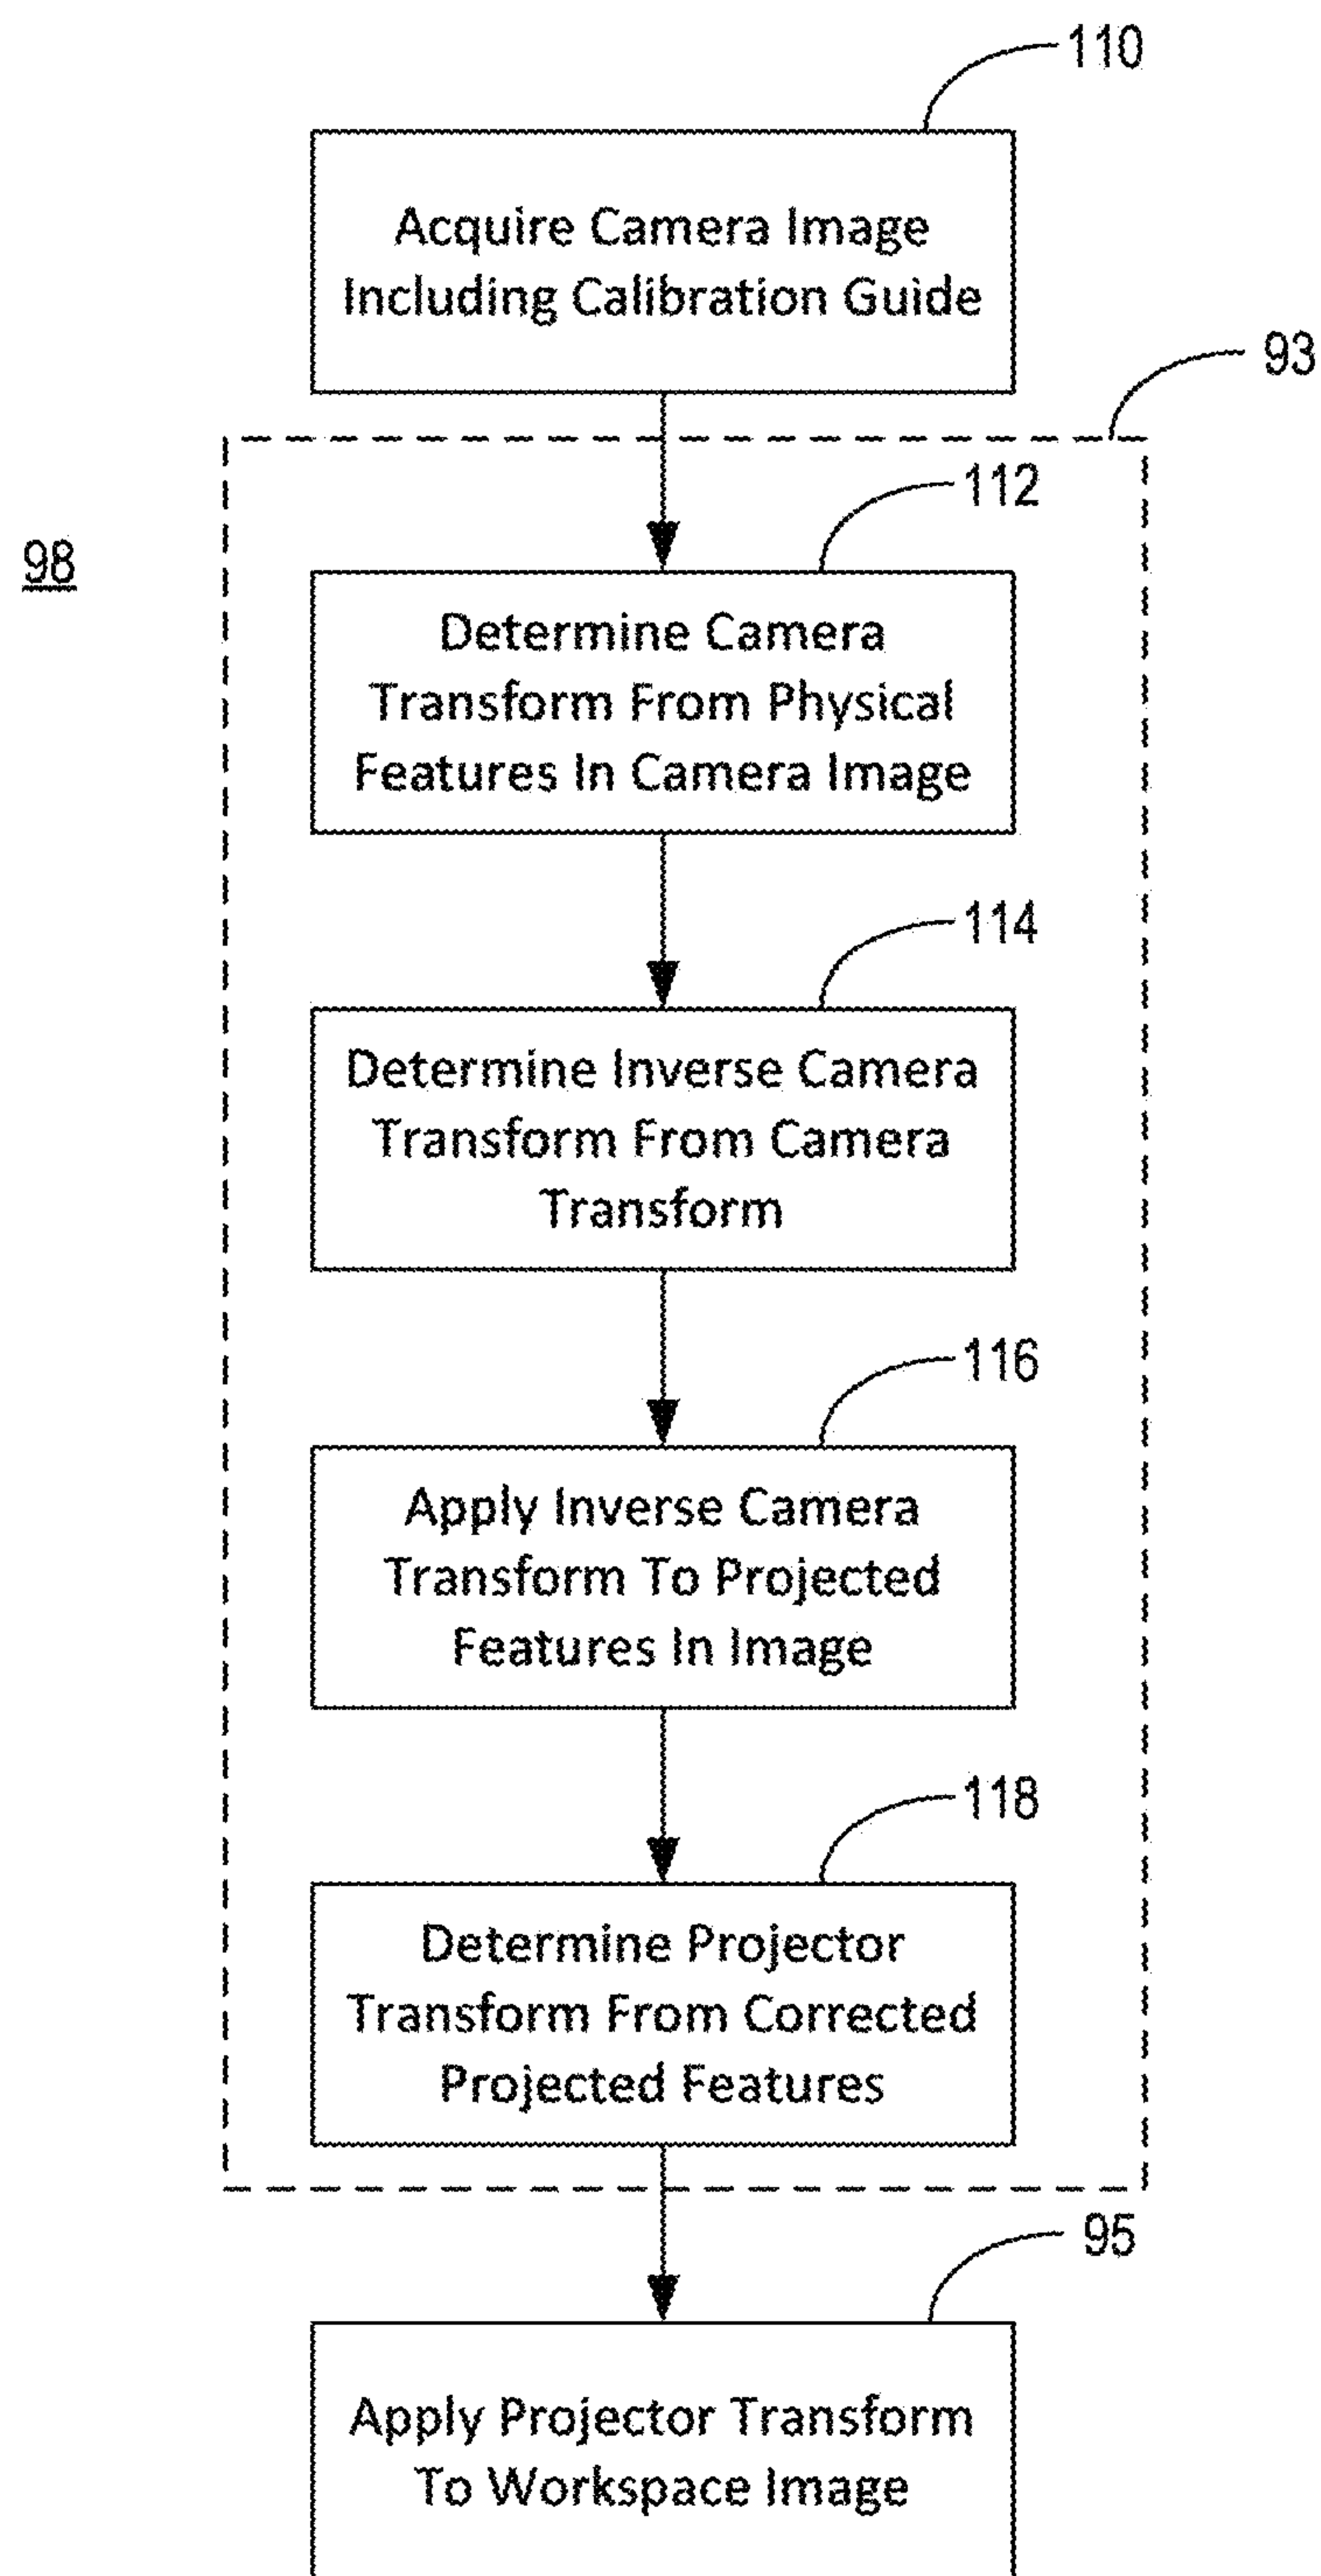 110
Acquire Camera Image
Including Calibration Guide
93
98
112
Determine Camera
Transform From Physical
Features In Camera Image
114
Determine Inverse Camera
Transform From Camera
Transform
116
Apply Inverse Camera
Transform To Projected
Features In Image
118
Determine Projector
Transform From Corrected
Projected Features
95
Apply Projector Transform
To Workspace Image